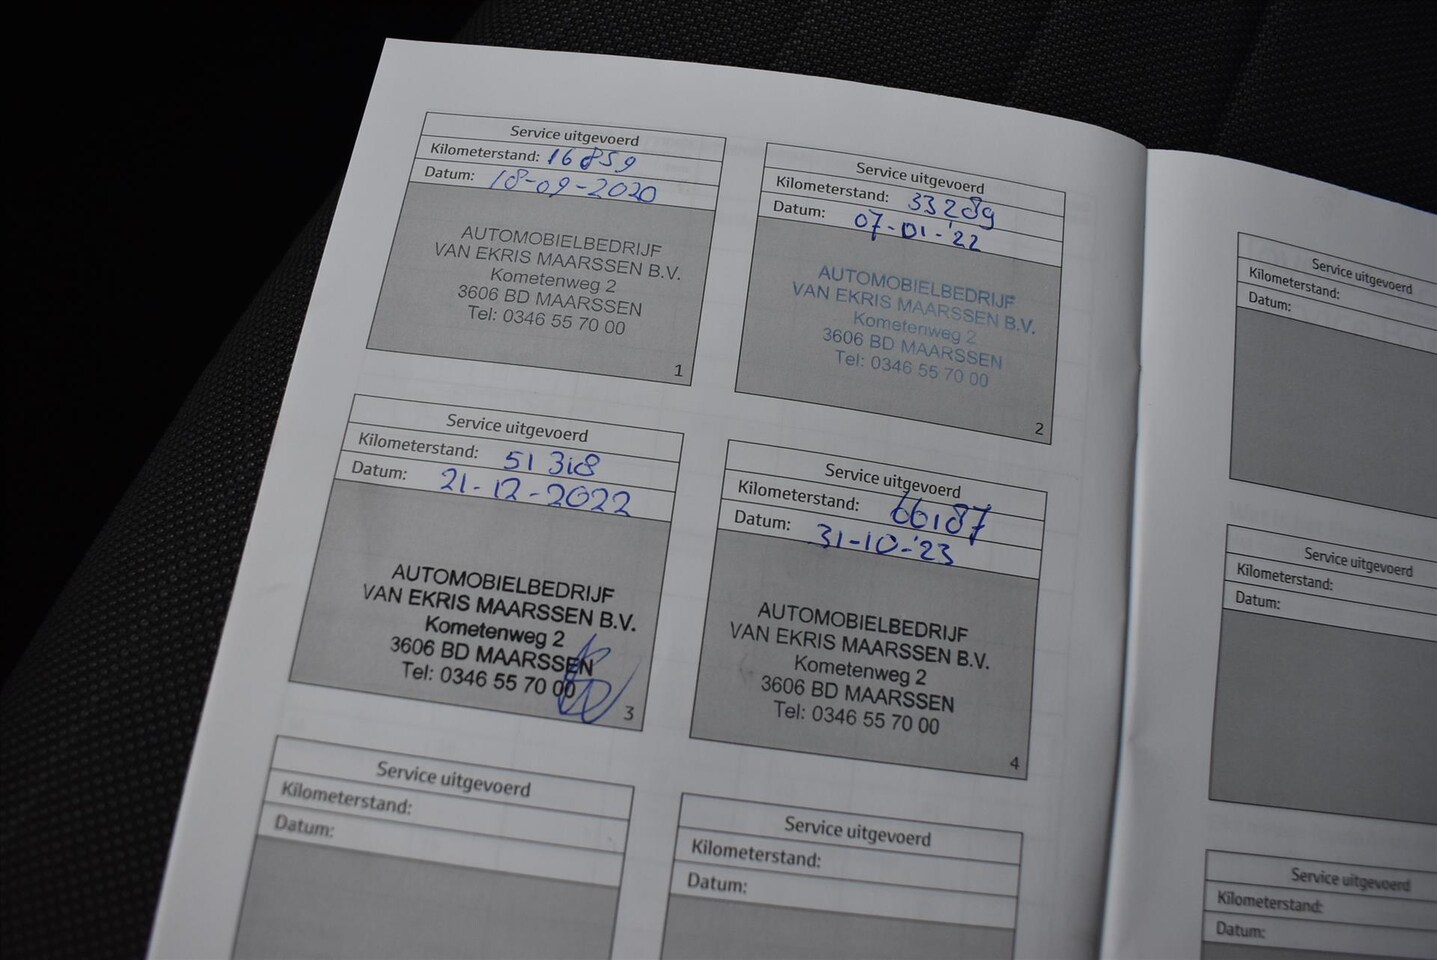 Service uitgevoerd
Kilometerstand: 16859
Datum: 18-09-2020
AUTOMOBIELBEDRIJF
VAN EKRIS MAARSSEN B.V.
Kometenweg 2
3606 BD MAARSSEN
Tel: 0346 55 70 00
1
Service uitgevoerd
Kilometerstand: 33289
Datum: 07-01-'22
AUTOMOBIELBEDRIJF
VAN EKRIS MAARSSEN B.V.
Kometenweg 2
3606 BD MAARSSEN
Tel: 0346 55 70 00
2
Service uitgevoerd
Kilometerstand: 51 318
Datum: 21-12-2022
AUTOMOBIELBEDRIJF
VAN EKRIS MAARSSEN B.V.
Kometenweg 2
3606 BD MAARSSEN
Tel: 0346 55 70 00
3
Service uitgevoerd
Kilometerstand: 66187
Datum: 31-10-'23
AUTOMOBIELBEDRIJF
VAN EKRIS MAARSSEN B.V.
Kometenweg 2
3606 BD MAARSSEN
Tel: 0346 55 70 00
4
Service uitgevoerd
Kilometerstand:
Datum:
Service uitgevoerd
Kilometerstand:
Datum:
Service uitgevoerd
Kilometerstand:
Datum:
Service uitgevoerd
Kilometerstand:
Datum:
Service uitgevoerd
Kilometerstand:
Datum: